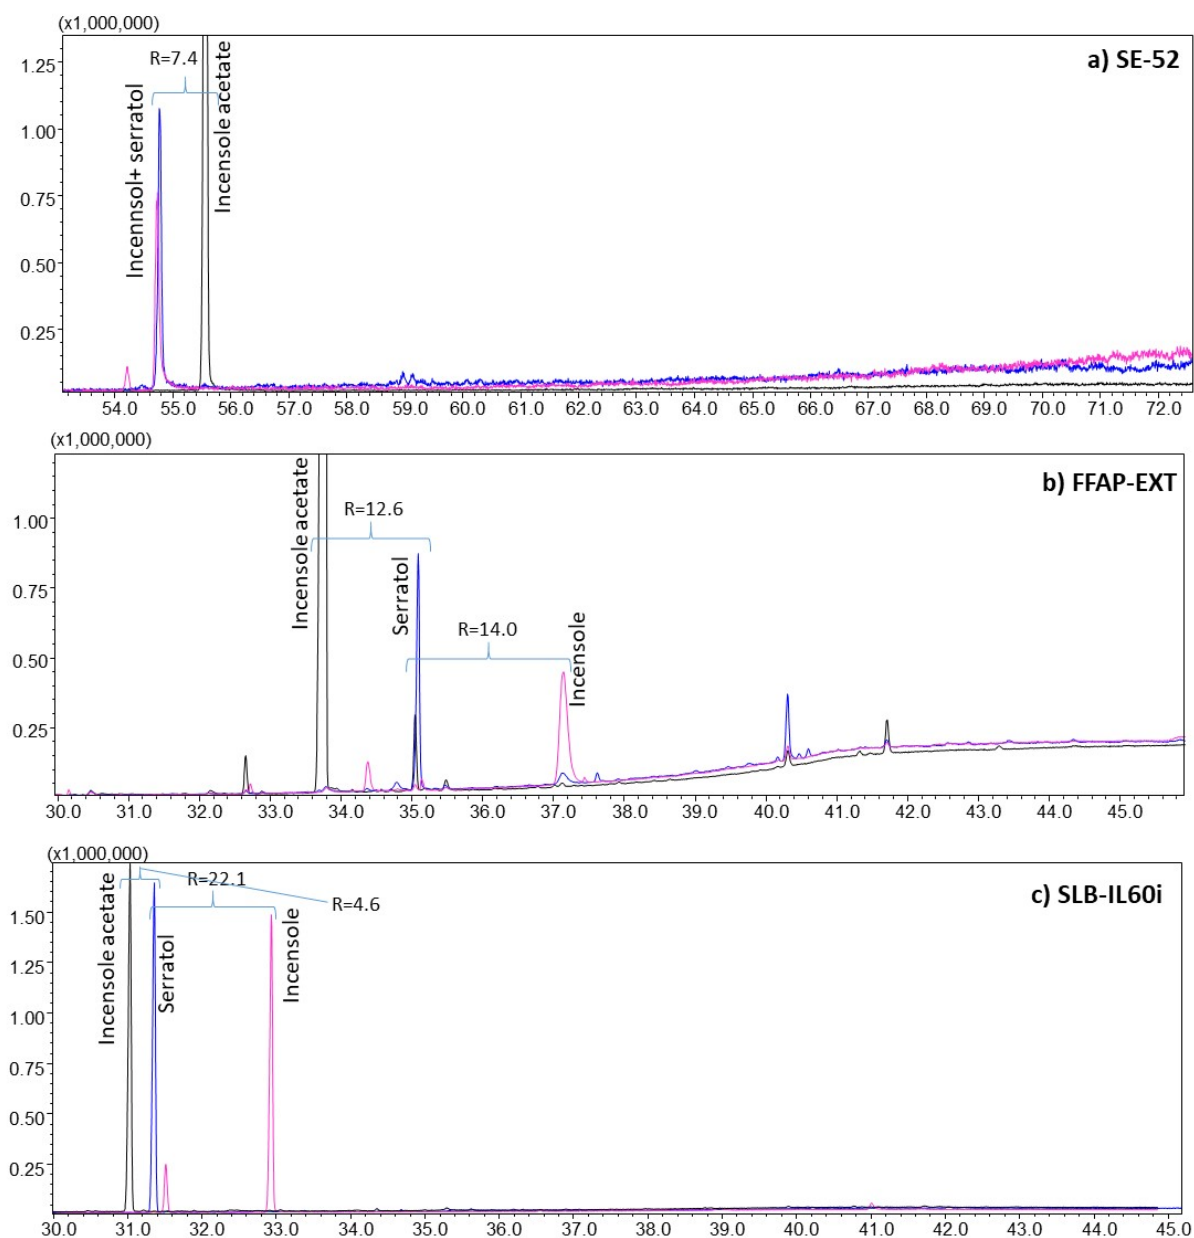 (x1,000,000)
a) SE-52
R=7.4
Incennsol+ serratol
Incensole acetate
1.25
1.00
0.75
0.50
0.25
54.0 55.0 56.0 57.0 58.0 59.0 60.0 61.0 62.0 63.0 64.0 65.0 66.0 67.0 68.0 69.0 70.0 71.0 72.0
(x1,000,000)
b) FFAP-EXT
Incensole acetate
R=12.6
Serratol
R=14.0
Incensole
1.00
0.75
0.50
0.25
30.0 31.0 32.0 33.0 34.0 35.0 36.0 37.0 38.0 39.0 40.0 41.0 42.0 43.0 44.0 45.0
(x1,000,000)
c) SLB-IL60i
Incensole acetate
R=22.1
R=4.6
Serratol
Incensole
1.50
1.25
1.00
0.75
0.50
0.25
30.0 31.0 32.0 33.0 34.0 35.0 36.0 37.0 38.0 39.0 40.0 41.0 42.0 43.0 44.0 45.0